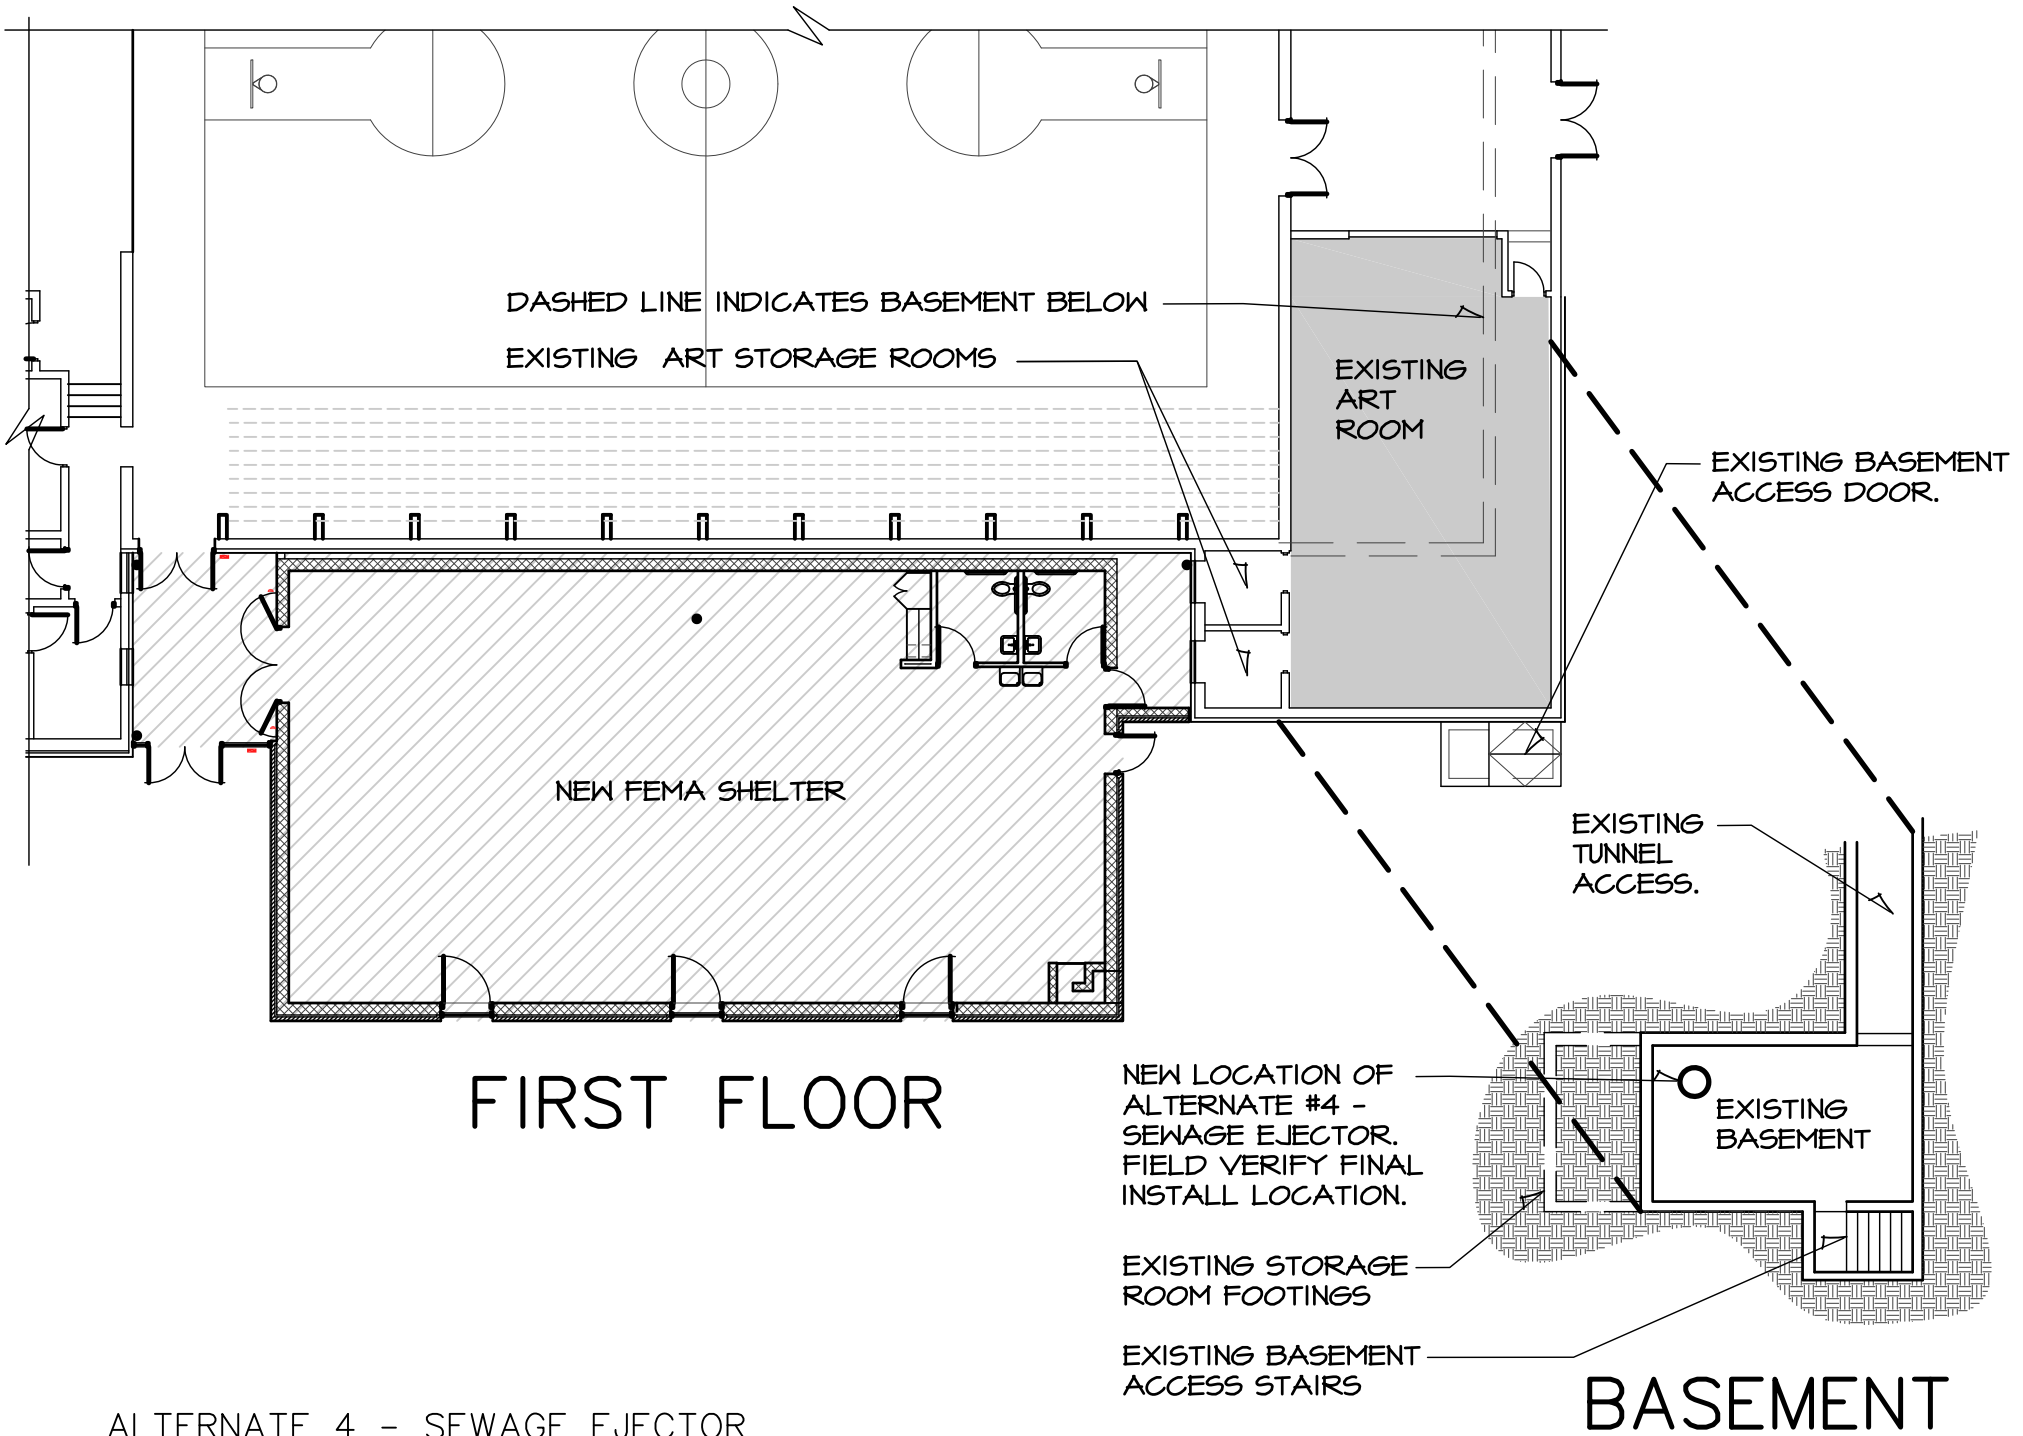 DASHED LINE INDICATES BASEMENT BELOW
EXISTING ART STORAGE ROOMS
EXISTING
ART
ROOM
EXISTING BASEMENT
ACCESS DOOR.
NEW FEMA SHELTER
EXISTING
TUNNEL
ACCESS.
FIRST FLOOR
NEW LOCATION OF
ALTERNATE #4 -
SEWAGE EJECTOR.
FIELD VERIFY FINAL
INSTALL LOCATION.
EXISTING
BASEMENT
EXISTING STORAGE
ROOM FOOTINGS
EXISTING BASEMENT
ACCESS STAIRS
BASEMENT
ALTERNATE 4 - SEWAGE EJECTOR